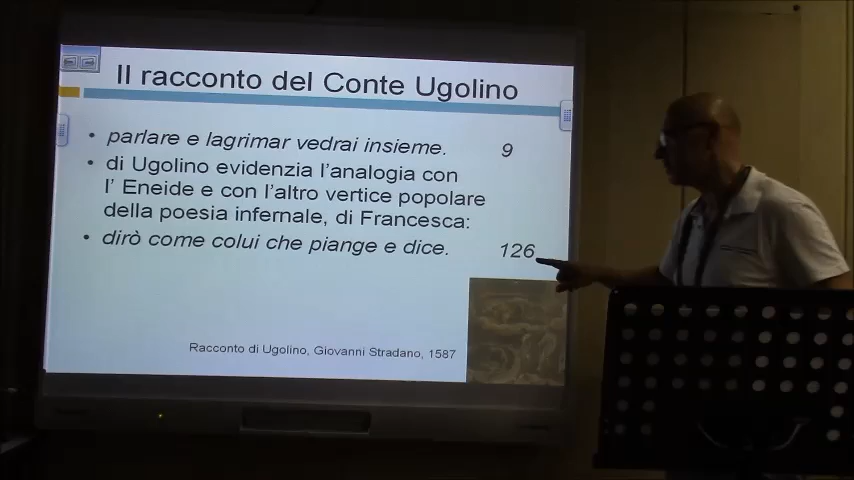 Il racconto del Conte Ugolino
• parlare e lagrimar vedrai insieme. 9
• di Ugolino evidenzia l'analogia con
l' Eneide e con l'altro vertice popolare
della poesia infernale, di Francesca:
• dirò come colui che piange e dice. 126
Racconto di Ugolino, Giovanni Stradano, 1587